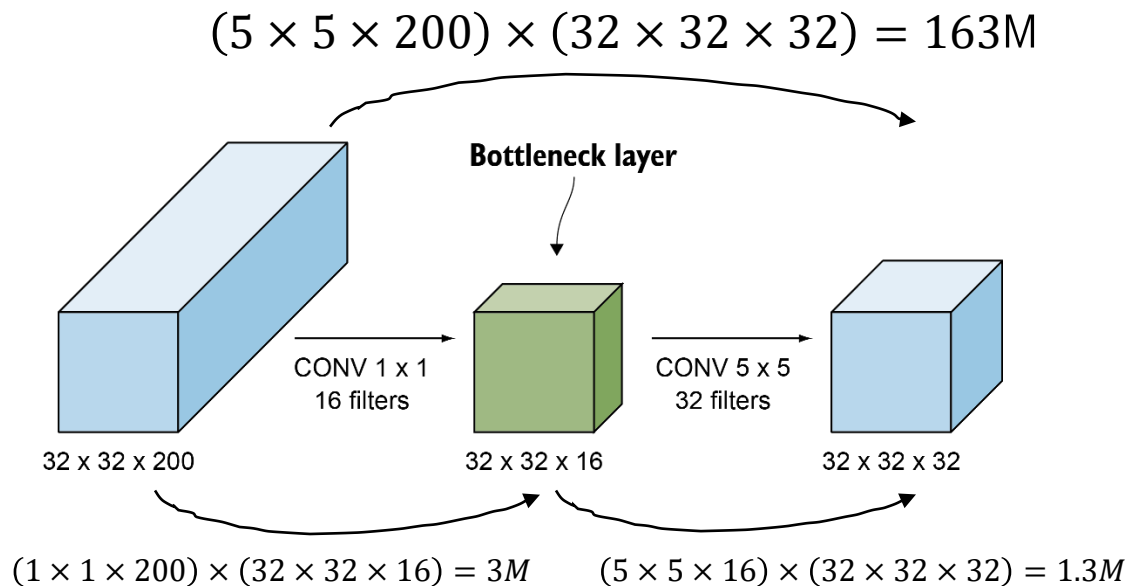 (5 × 5 × 200) × (32 × 32 × 32) = 163M
Bottleneck layer
CONV 1 x 1
16 filters
CONV 5 x 5
32 filters
32 x 32 x 200
32 x 32 x 16
32 x 32 x 32
(1 × 1 × 200) × (32 × 32 × 16) = 3M
(5 × 5 × 16) × (32 × 32 × 32) = 1.3M